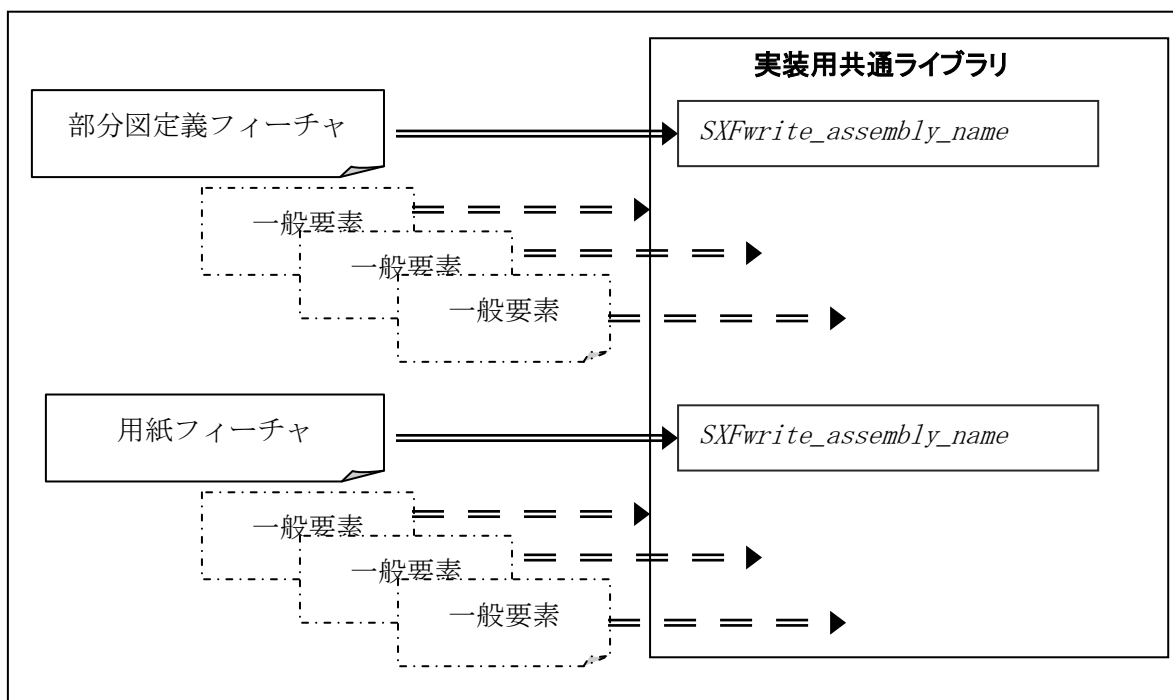 実装用共通ライブラリ
部分図定義フィーチャ
SXFwrite_assembly_name
一般要素
一般要素
一般要素
用紙フィーチャ
SXFwrite_assembly_name
一般要素
一般要素
一般要素